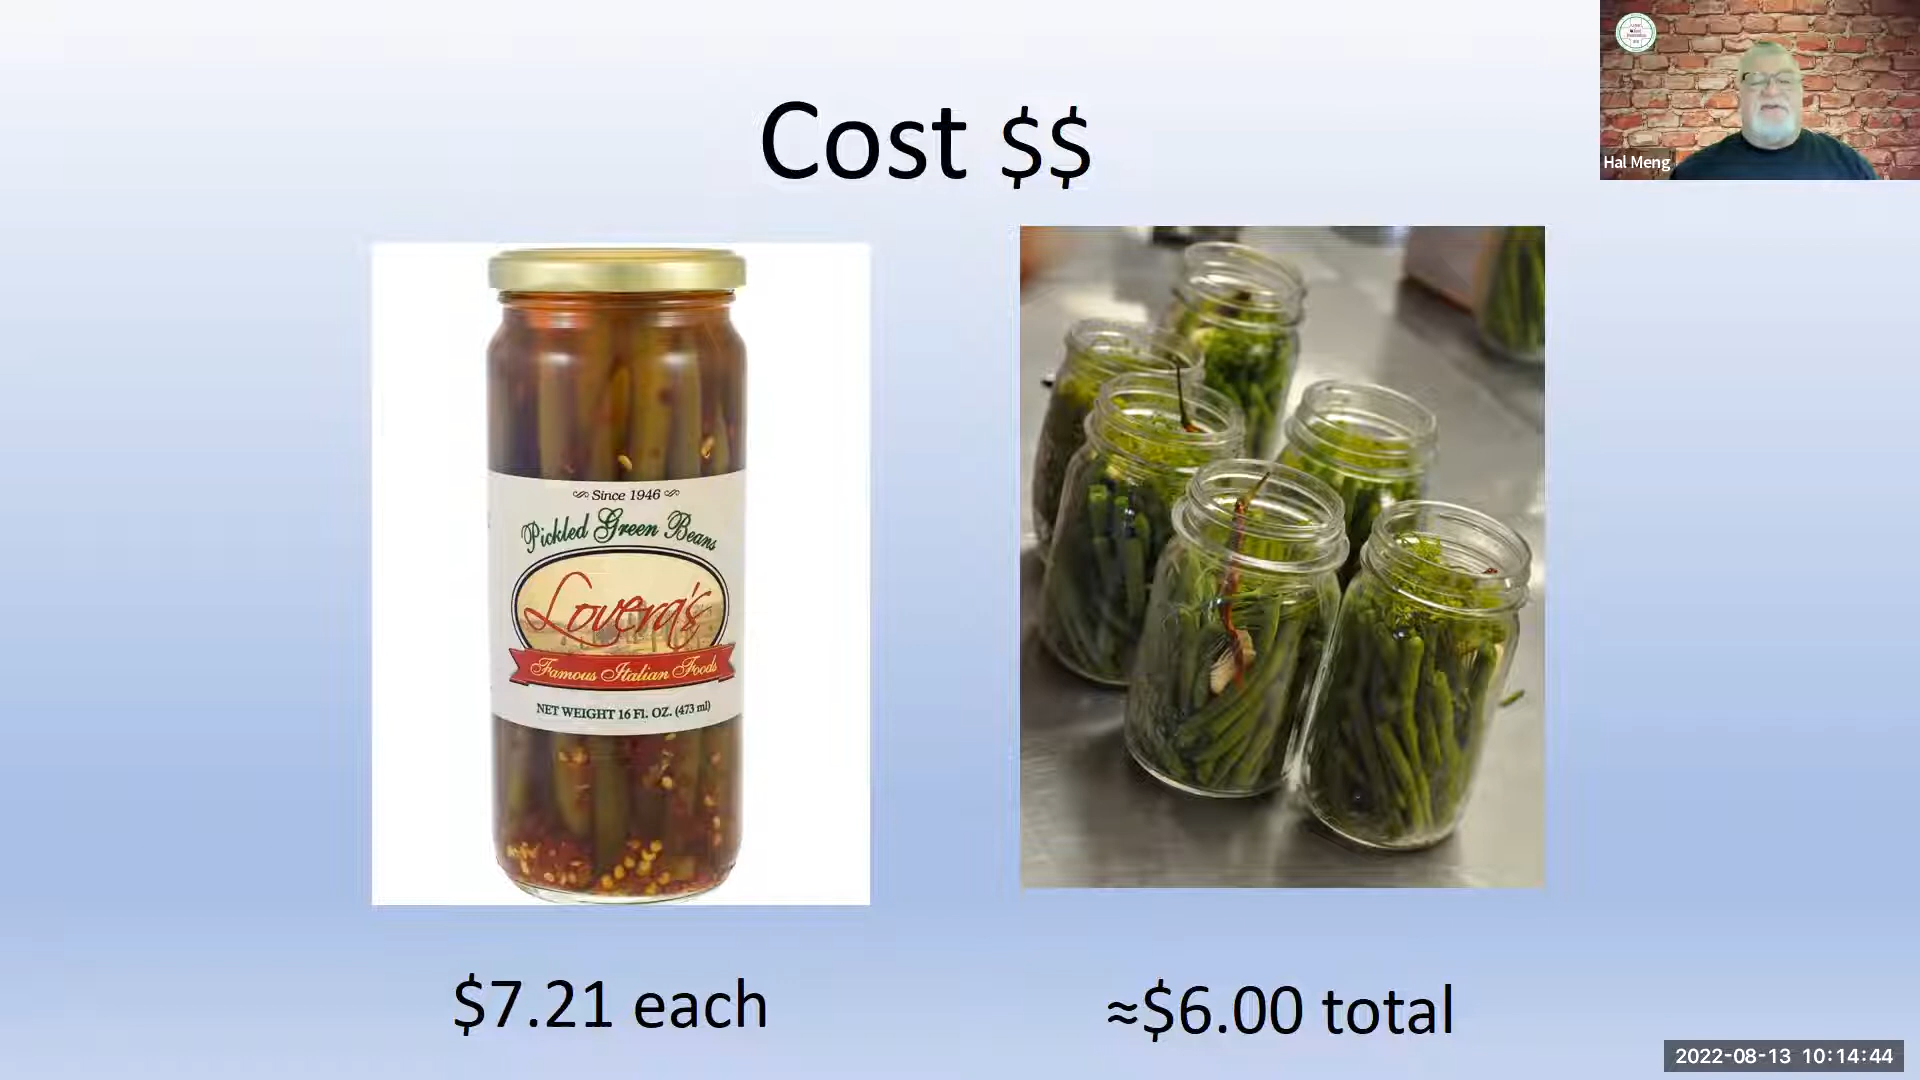 Cost $$
Hal Meng
~ Since 1946 ~
Pickled Green Beans
Lovera's
Famous Italian Foods
NET WEIGHT 16 Fl. OZ. (473 ml)
$7.21 each
≈$6.00 total
2022-08-13 10:14:44